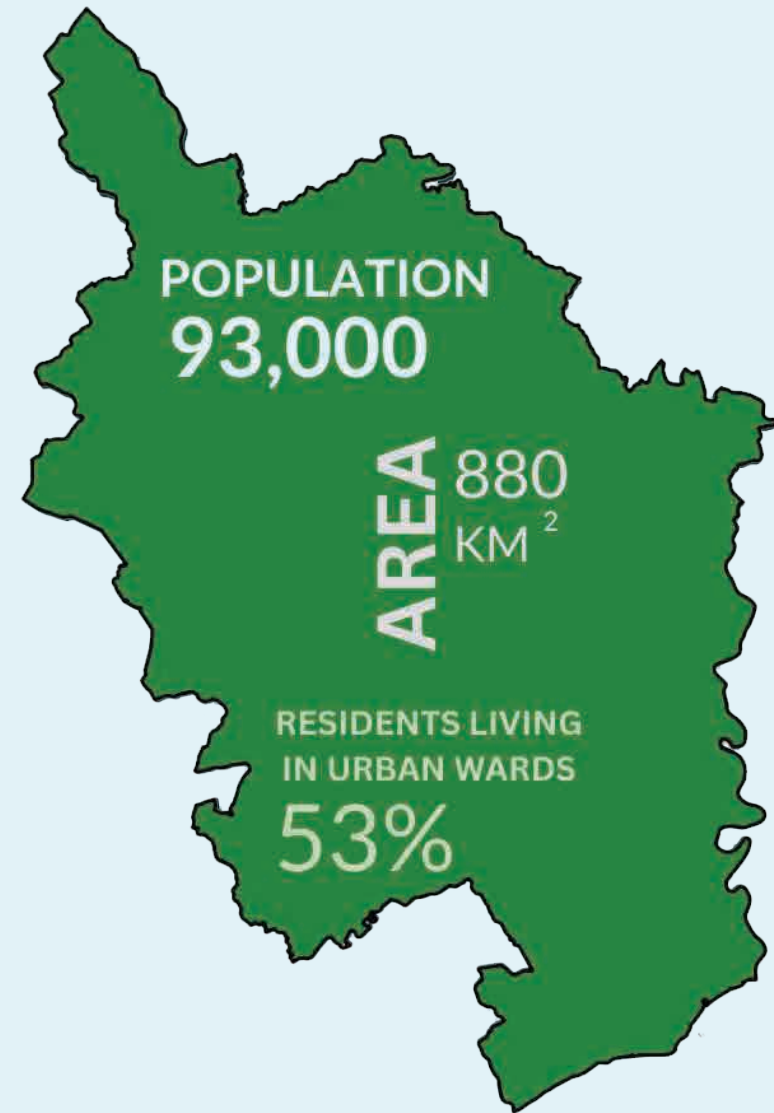 POPULATION
93,000
AREA
880
KM ²
RESIDENTS LIVING
IN URBAN WARDS
53%